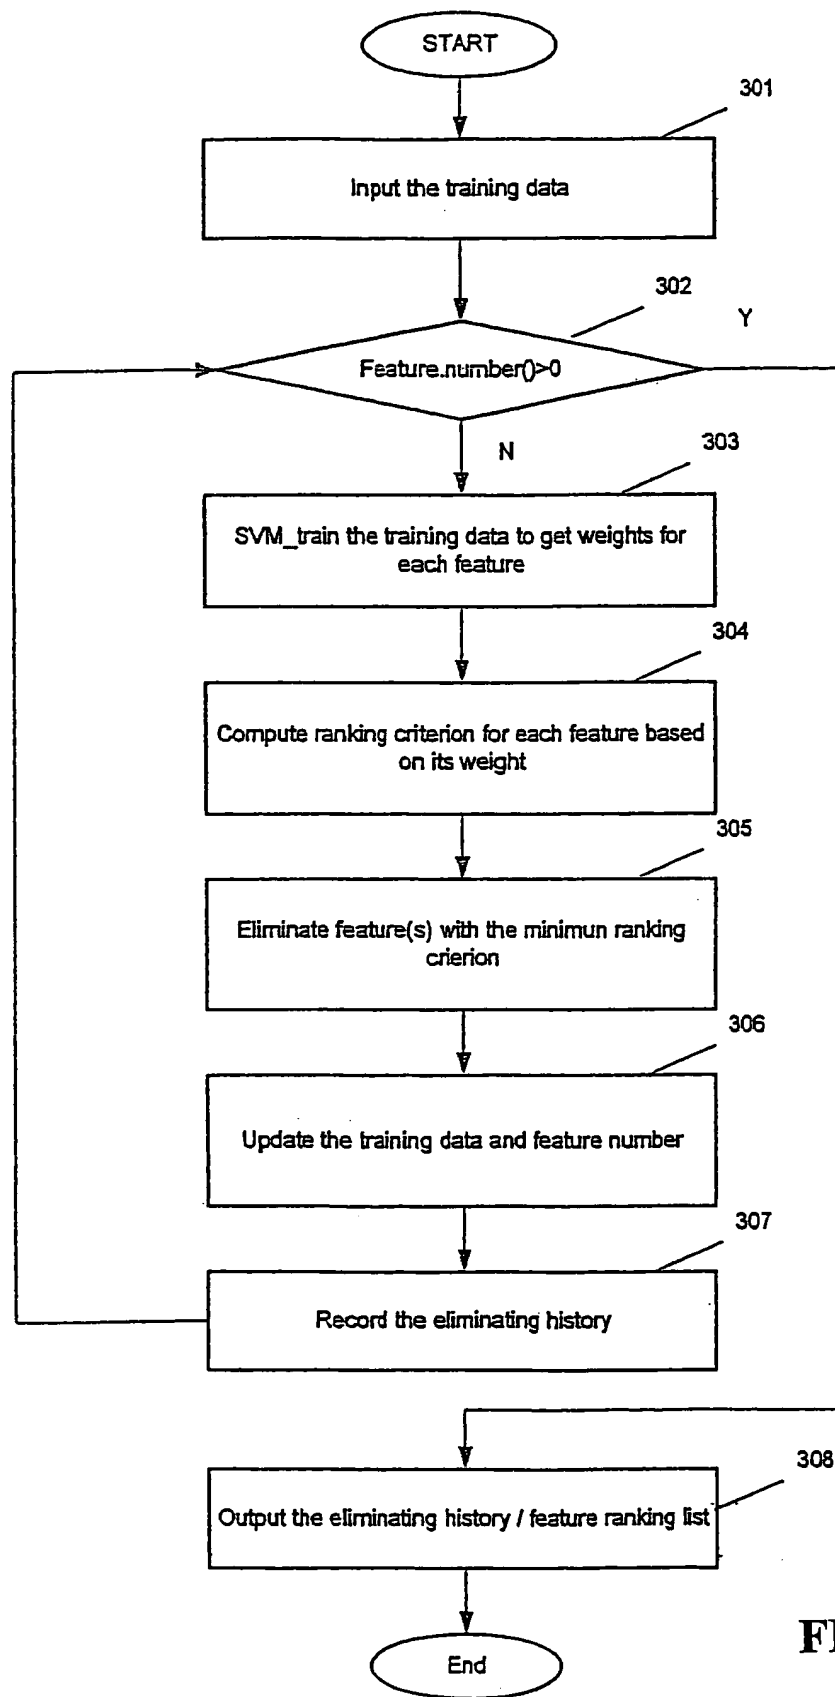 START
301
Input the training data
302
Y
Feature.number()>0
N
303
SVM_train the training data to get weights for
each feature
304
Compute ranking criterion for each feature based
on its weight
305
Eliminate feature(s) with the minimun ranking
crierion
306
Update the training data and feature number
307
Record the eliminating history
308
Output the eliminating history / feature ranking list
End